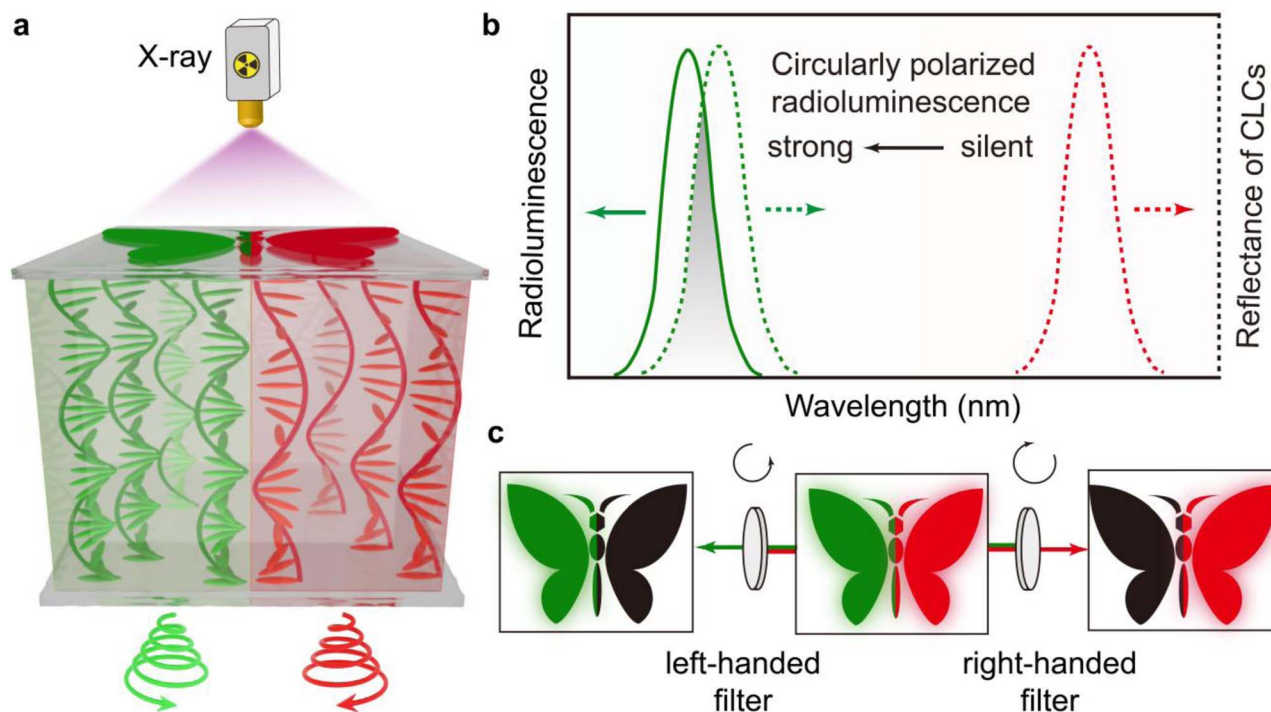 a
X-ray
b
Radioluminescence
Circularly polarized
radioluminescence
strong silent
Reflectance of CLCs
Wavelength (nm)
c
left-handed
filter
right-handed
filter